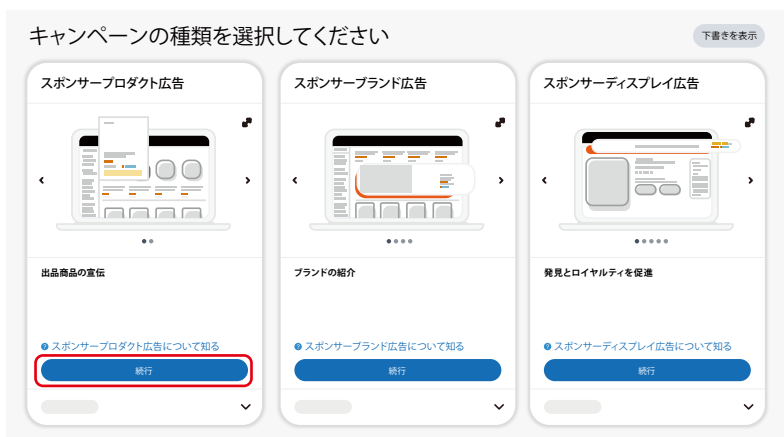 キャンペーンの種類を選択してください
下書きを表示
スポンサープロダクト広告
出品商品の宣伝
スポンサープロダクト広告について知る
続行
スポンサーブランド広告
ブランドの紹介
スポンサーブランド広告について知る
続行
スポンサーディスプレイ広告
発見とロイヤルティを促進
スポンサーディスプレイ広告について知る
続行